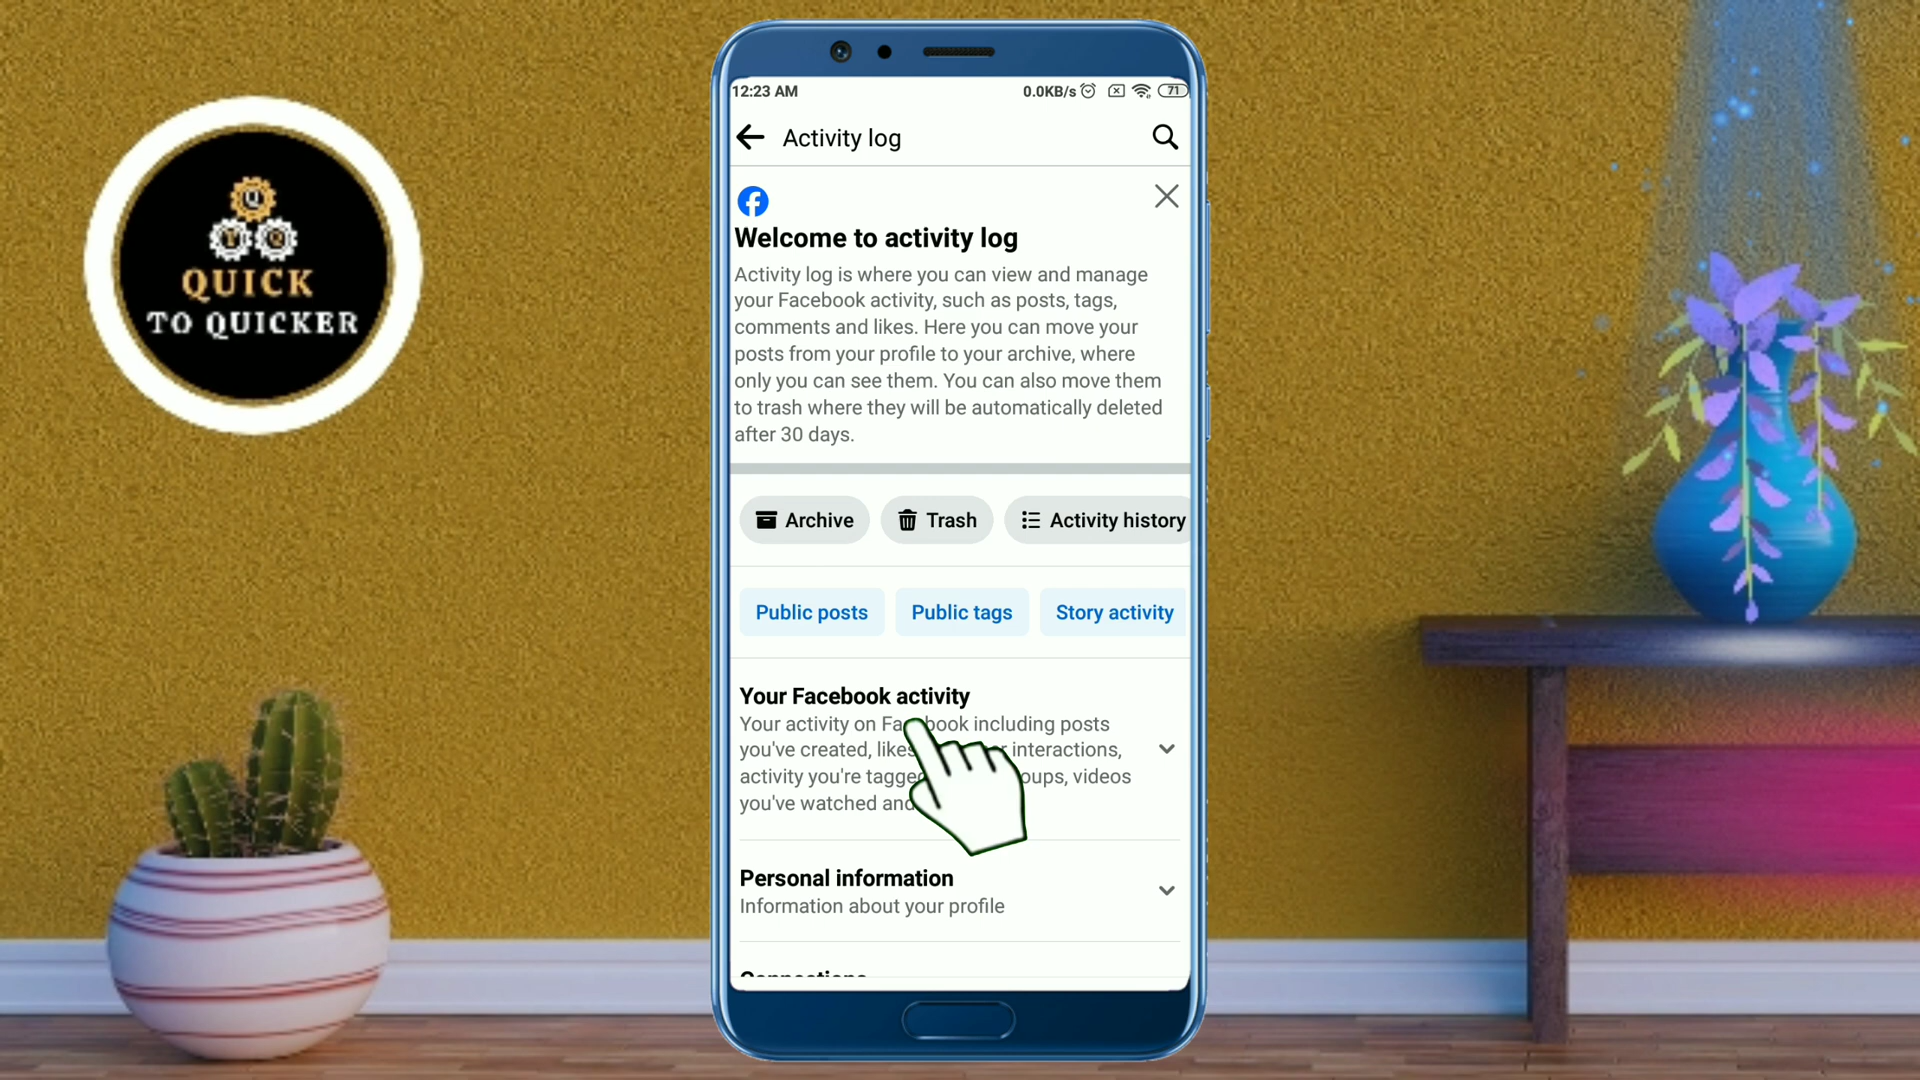 QUICK
TO QUICKER
12:23 AM 0.0KB/s 71
Activity log
Welcome to activity log
Activity log is where you can view and manage
your Facebook activity, such as posts, tags,
comments and likes. Here you can move your
posts from your profile to your archive, where
only you can see them. You can also move them
to trash where they will be automatically deleted
after 30 days.
Archive Trash Activity history
Public posts Public tags Story activity
Your Facebook activity
Your activity on Facebook including posts
you've created, likes interactions,
activity you're tagged videos
you've watched and
Personal information
Information about your profile
Connections